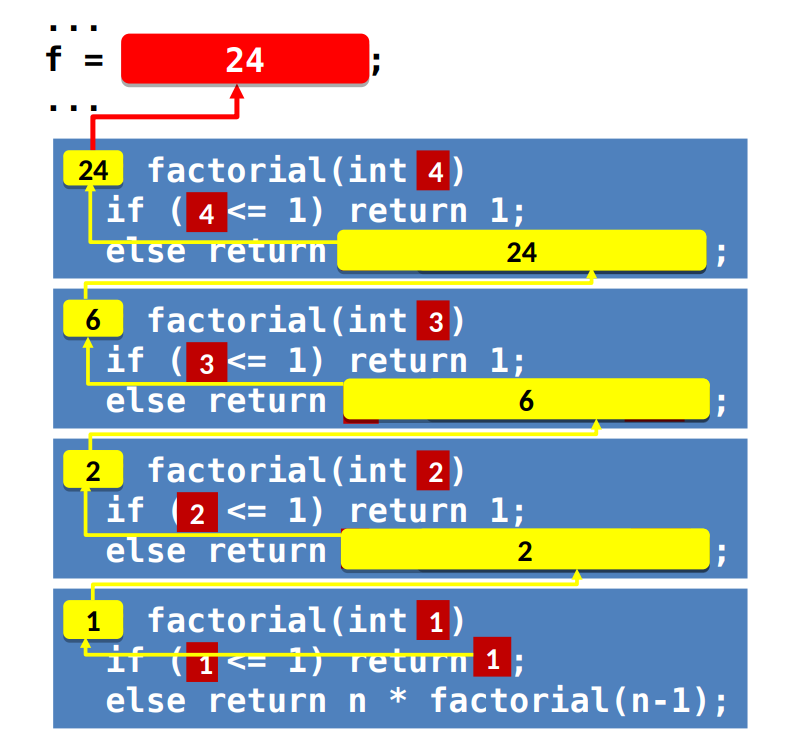 ...
f = 24 ;
...
24 factorial(int 4)
if ( 4 <= 1) return 1;
else return 24 ;
6 factorial(int 3)
if ( 3 <= 1) return 1;
else return 6 ;
2 factorial(int 2)
if ( 2 <= 1) return 1;
else return 2 ;
1 factorial(int 1)
if ( 1 <= 1) return 1 ;
else return n * factorial(n-1);